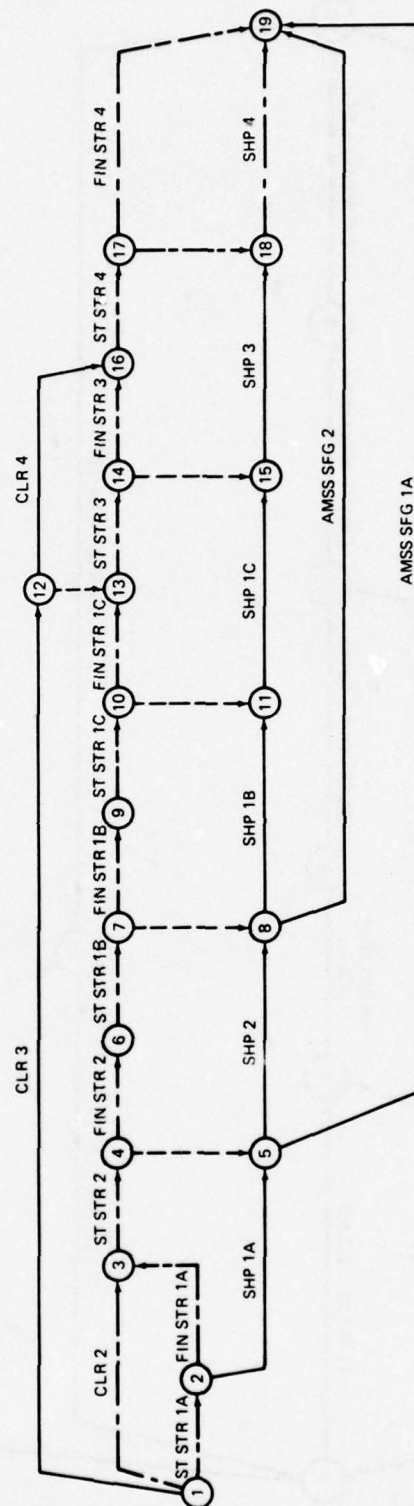 CLR 3
CLR 4
12
CLR 2
3
ST STR 2
4
FIN STR 2
6
ST STR 1B
7
FIN STR 1B
9
ST STR 1C
10
FIN STR 1C
13
ST STR 3
14
FIN STR 3
16
ST STR 4
17
FIN STR 4
1
ST STR 1A
2
FIN STR 1A
SHP 1A
5
SHP 2
8
SHP 1B
11
SHP 1C
15
SHP 3
18
SHP 4
19
AMSS SFG 2
AMSS SFG 1A